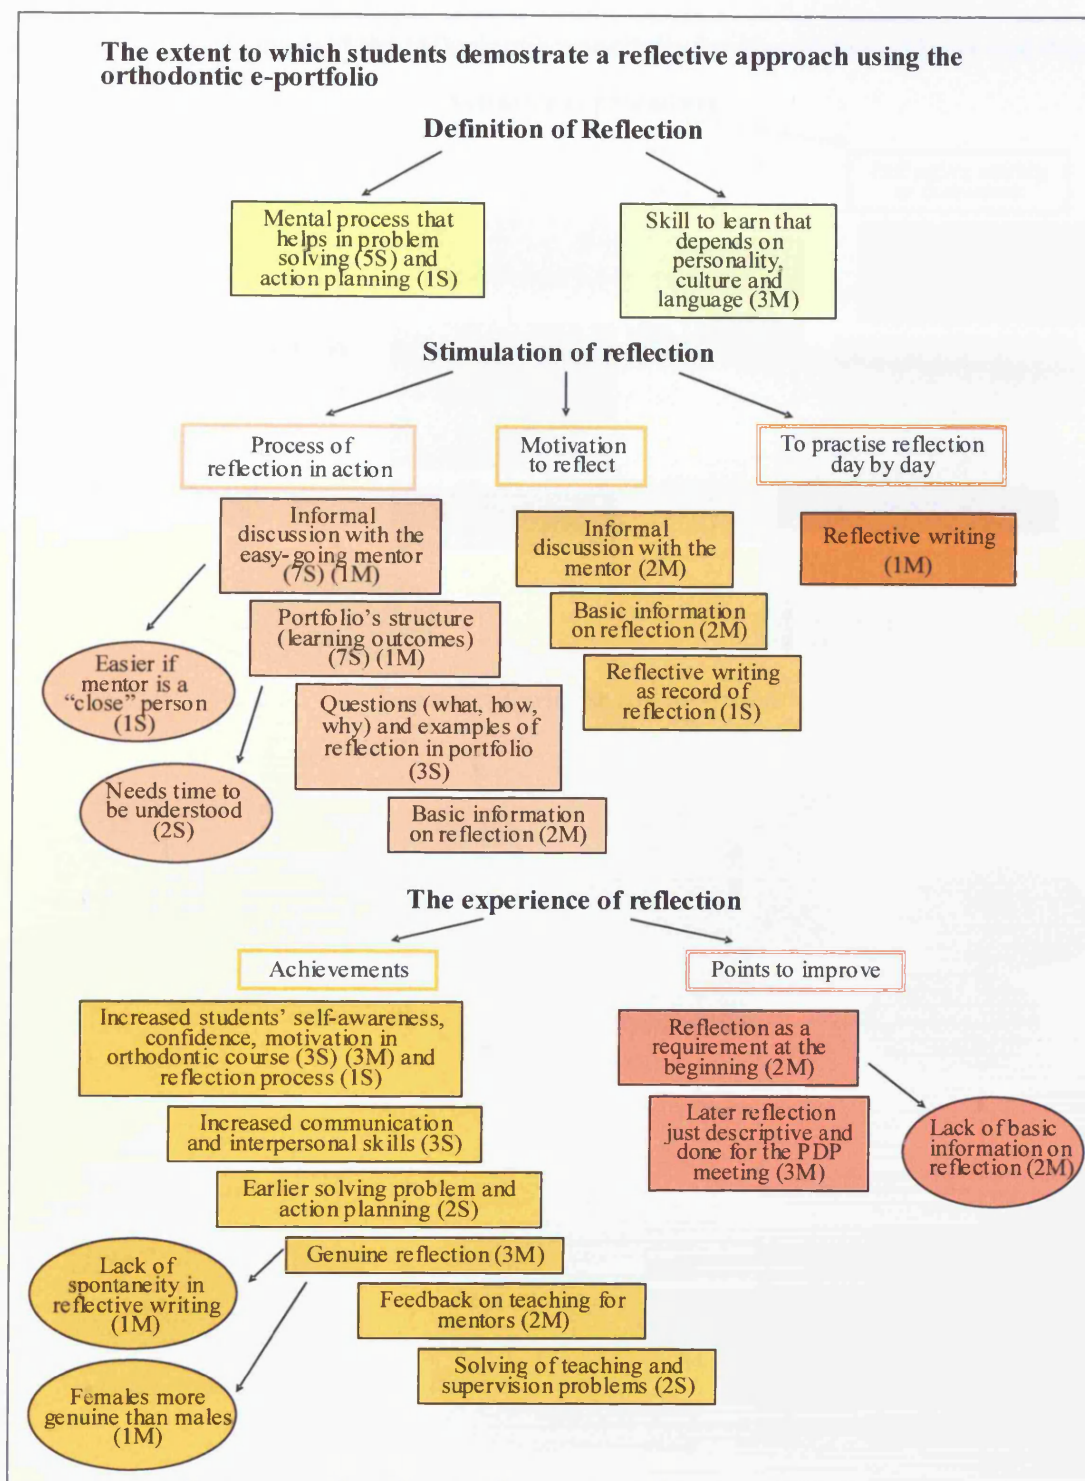 The extent to which students demostrate a reflective approach using the
orthodontic e-portfolio
Definition of Reflection
Mental process that
helps in problem
solving (5S) and
action planning (1S)
Skill to learn that
depends on
personality,
culture and
language (3M)
Stimulation of reflection
Process of
reflection in action
Motivation
to reflect
To practise reflection
day by day
Informal
discussion with the
easy-going mentor
(7S) (1M)
Informal
discussion with the
mentor (2M)
Reflective writing
(1M)
Portfolio's structure
(learning outcomes)
(7S) (1M)
Basic information
on reflection (2M)
Easier if
mentor is a
“close” person
(1S)
Reflective writing
as record of
reflection (1S)
Questions (what, how,
why) and examples of
reflection in portfolio
(3S)
Needs time to
be understood
(2S)
Basic information
on reflection (2M)
The experience of reflection
Achievements
Points to improve
Increased students' self-awareness,
confidence, motivation in
orthodontic course (3S) (3M) and
reflection process (1S)
Reflection as a
requirement at the
beginning (2M)
Increased communication
and interpersonal skills (3S)
Later reflection
just descriptive and
done for the PDP
meeting (3M)
Lack of basic
information on
reflection (2M)
Earlier solving problem and
action planning (2S)
Genuine reflection (3M)
Lack of
spontaneity in
reflective writing
(1M)
Feedback on teaching for
mentors (2M)
Solving of teaching and
supervision problems (2S)
Females more
genuine than males
(1M)